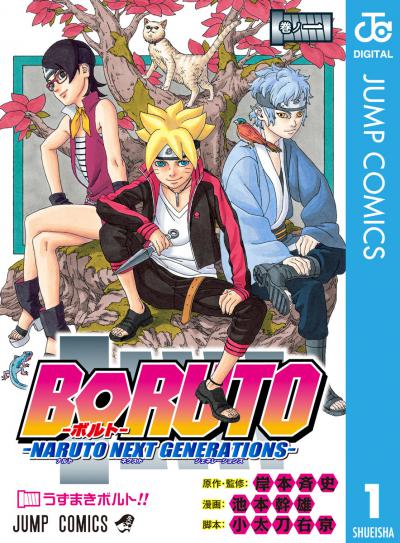 巻ノ一
DIGITAL
JUMP COMICS
BORUTO
-ボルト-
-NARUTO NEXT GENERATIONS-
ナルト ネクスト ジェネレーションズ
うずまきボルト!!
JUMP COMICS
原作・監修:岸本斉史
漫画:池本幹雄
脚本:小太刀右京
1
SHUEISHA